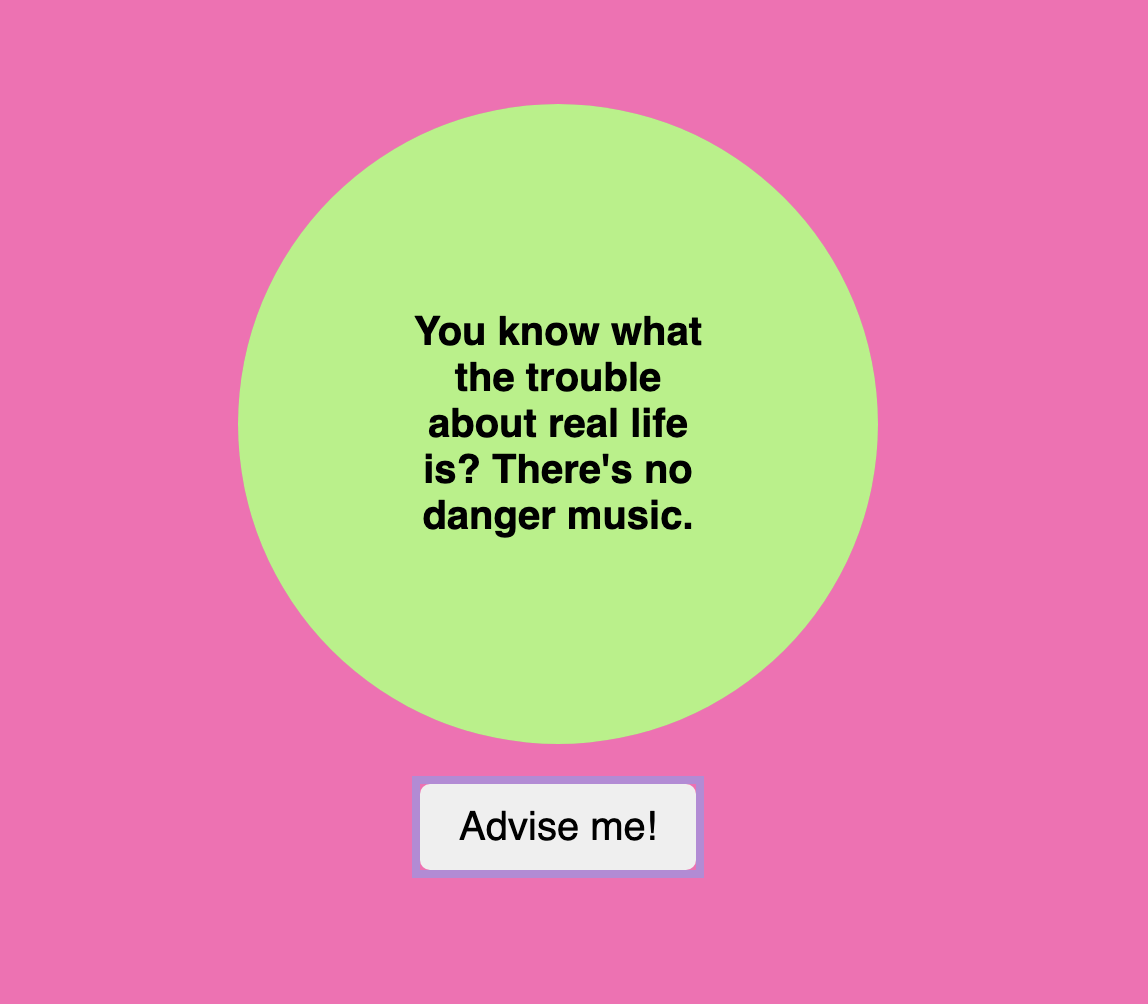 You know what
the trouble
about real life
is? There's no
danger music.
Advise me!